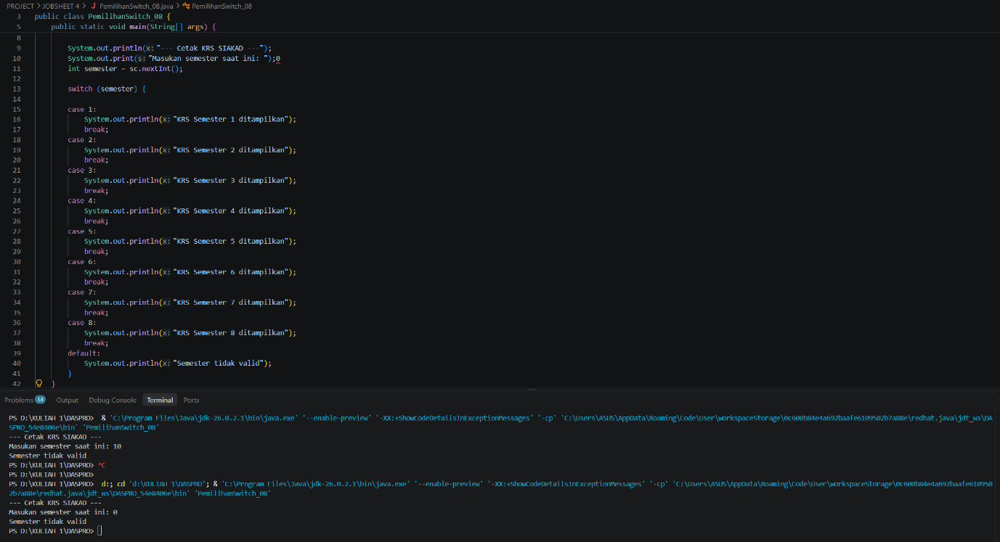 PROJECT > JOBSHEET 4 > J PemilihanSwitch_08.java > PemilihanSwitch_08
3 public class PemilihanSwitch_08 {
5 public static void main(String[] args) {
8
9 System.out.println(x: "--- Cetak KRS SIAKAD ---");
10 System.out.print(s: "Masukan semester saat ini: ");0
11 int semester = sc.nextInt();
12
13 switch (semester) {
14
15 case 1:
16 System.out.println(x: "KRS Semester 1 ditampilkan");
17 break;
18 case 2:
19 System.out.println(x: "KRS Semester 2 ditampilkan");
20 break;
21 case 3:
22 System.out.println(x: "KRS Semester 3 ditampilkan");
23 break;
24 case 4:
25 System.out.println(x: "KRS Semester 4 ditampilkan");
26 break;
27 case 5:
28 System.out.println(x: "KRS Semester 5 ditampilkan");
29 break;
30 case 6:
31 System.out.println(x: "KRS Semester 6 ditampilkan");
32 break;
33 case 7:
34 System.out.println(x: "KRS Semester 7 ditampilkan");
35 break;
36 case 8:
37 System.out.println(x: "KRS Semester 8 ditampilkan");
38 break;
39 default:
40 System.out.println(x: "Semester tidak valid");
41 }
42 }
Problems 14 Output Debug Console Terminal Ports
PS D:\KULIAH 1\DASPRO> & 'C:\Program Files\Java\jdk-26.0.2.1\bin\java.exe' '--enable-preview' '-XX:+ShowCodeDetailsInExceptionMessages' '-cp' 'C:\Users\ASUS\AppData\Roaming\Code\User\workspaceStorage\0c600b84e4a692baafe6109502b7a88e\redhat.java\jdt_ws\DA
SPRO_54e8406e\bin' 'PemilihanSwitch_08'
--- Cetak KRS SIAKAD ---
Masukan semester saat ini: 10
Semester tidak valid
PS D:\KULIAH 1\DASPRO> ^C
PS D:\KULIAH 1\DASPRO>
PS D:\KULIAH 1\DASPRO> d:; cd 'd:\KULIAH 1\DASPRO'; & 'C:\Program Files\Java\jdk-26.0.2.1\bin\java.exe' '--enable-preview' '-XX:+ShowCodeDetailsInExceptionMessages' '-cp' 'C:\Users\ASUS\AppData\Roaming\Code\User\workspaceStorage\0c600b84e4a692baafe610950
2b7a88e\redhat.java\jdt_ws\DASPRO_54e8406e\bin' 'PemilihanSwitch_08'
--- Cetak KRS SIAKAD ---
Masukan semester saat ini: 0
Semester tidak valid
PS D:\KULIAH 1\DASPRO>